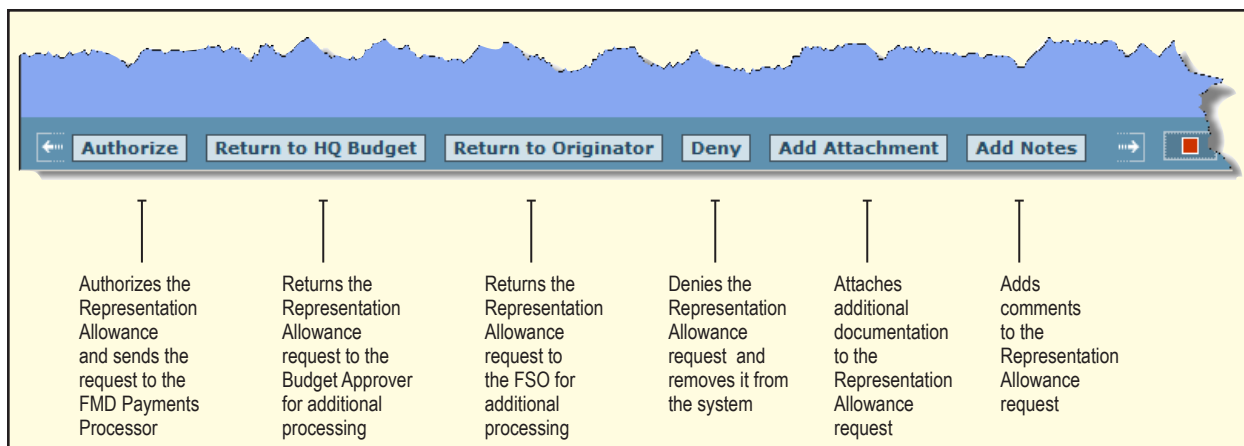 Authorize Return to HQ Budget Return to Originator Deny Add Attachment Add Notes
Authorizes the
Representation
Allowance
and sends the
request to the
FMD Payments
Processor
Returns the
Representation
Allowance
request to the
Budget Approver
for additional
processing
Returns the
Representation
Allowance
request to
the FSO for
additional
processing
Denies the
Representation
Allowance
request and
removes it from
the system
Attaches
additional
documentation
to the
Representation
Allowance
request
Adds
comments
to the
Representation
Allowance
request